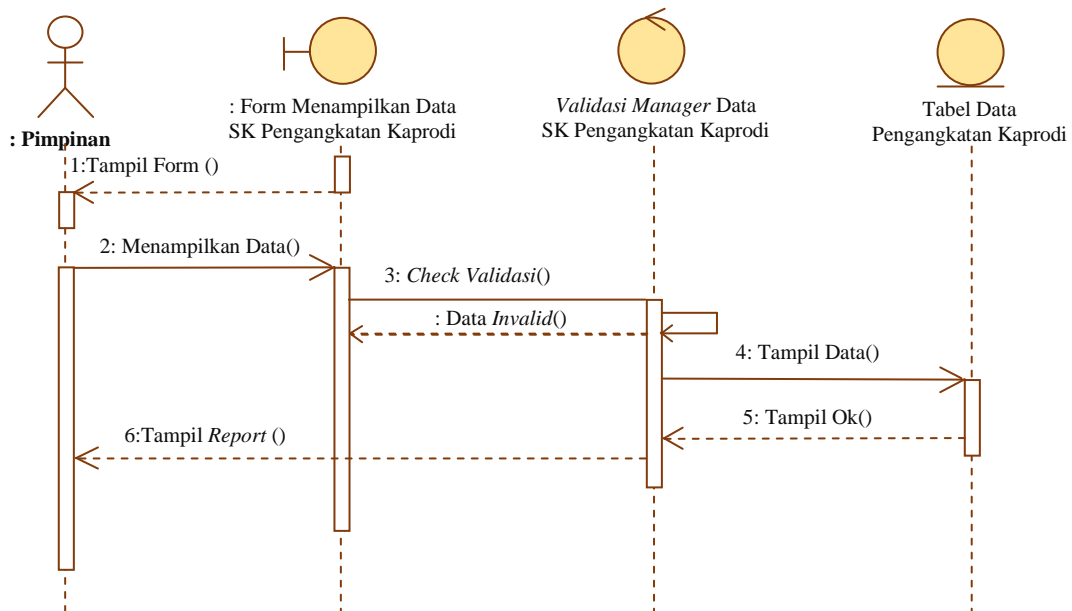 : Pimpinan
: Form Menampilkan Data
SK Pengangkatan Kaprodi
Validasi Manager Data
SK Pengangkatan Kaprodi
Tabel Data
Pengangkatan Kaprodi
1:Tampil Form ()
2: Menampilkan Data()
3: Check Validasi()
: Data Invalid()
4: Tampil Data()
5: Tampil Ok()
6:Tampil Report ()